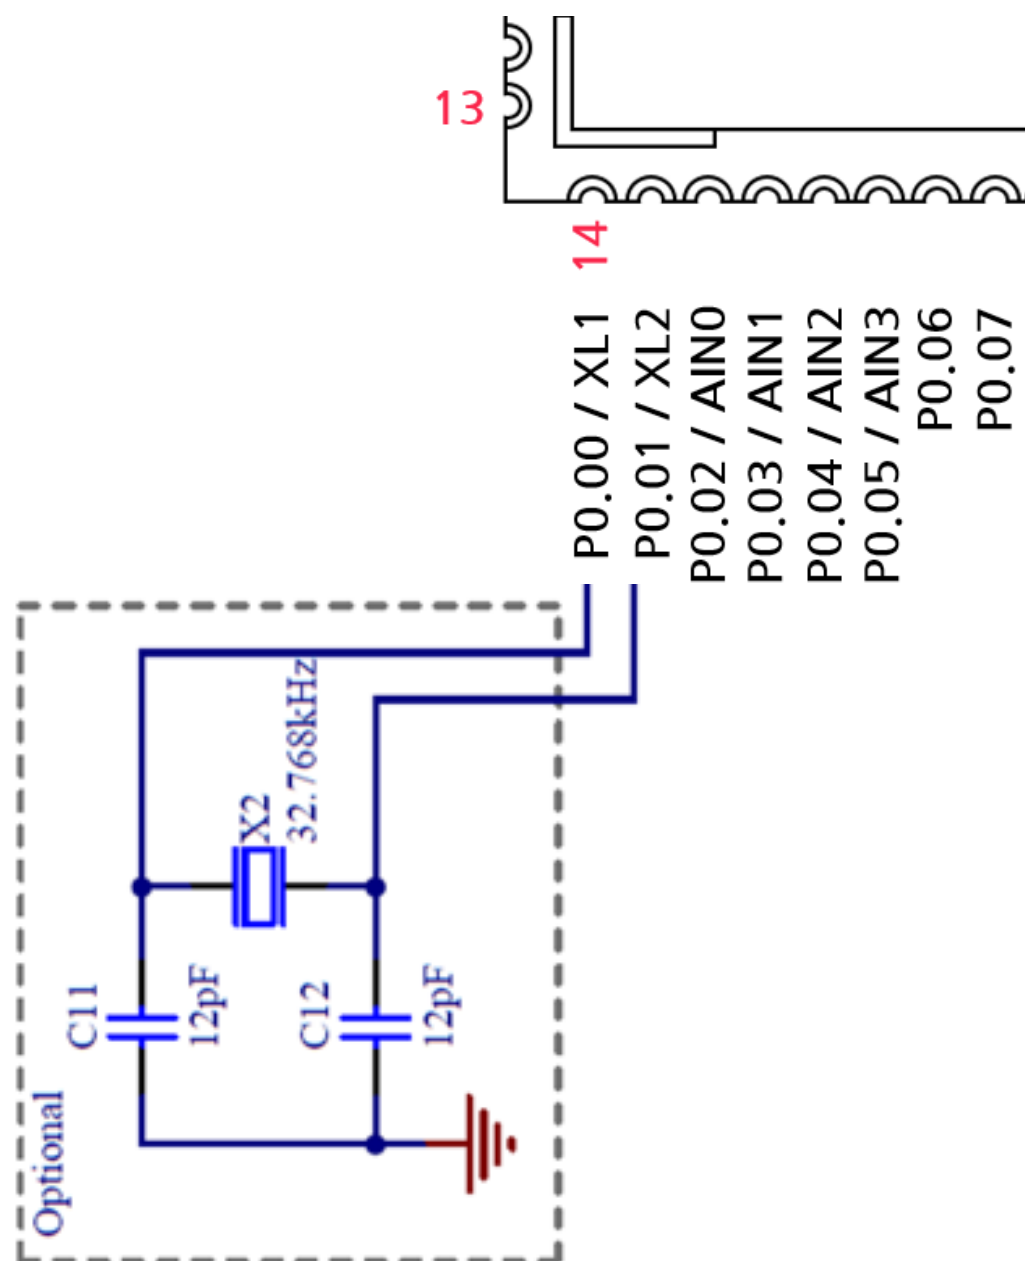 13
14
P0.00 / XL1
P0.01 / XL2
P0.02 / AIN0
P0.03 / AIN1
P0.04 / AIN2
P0.05 / AIN3
P0.06
P0.07
X2
32.768kHz
C11
12pF
C12
12pF
Optional